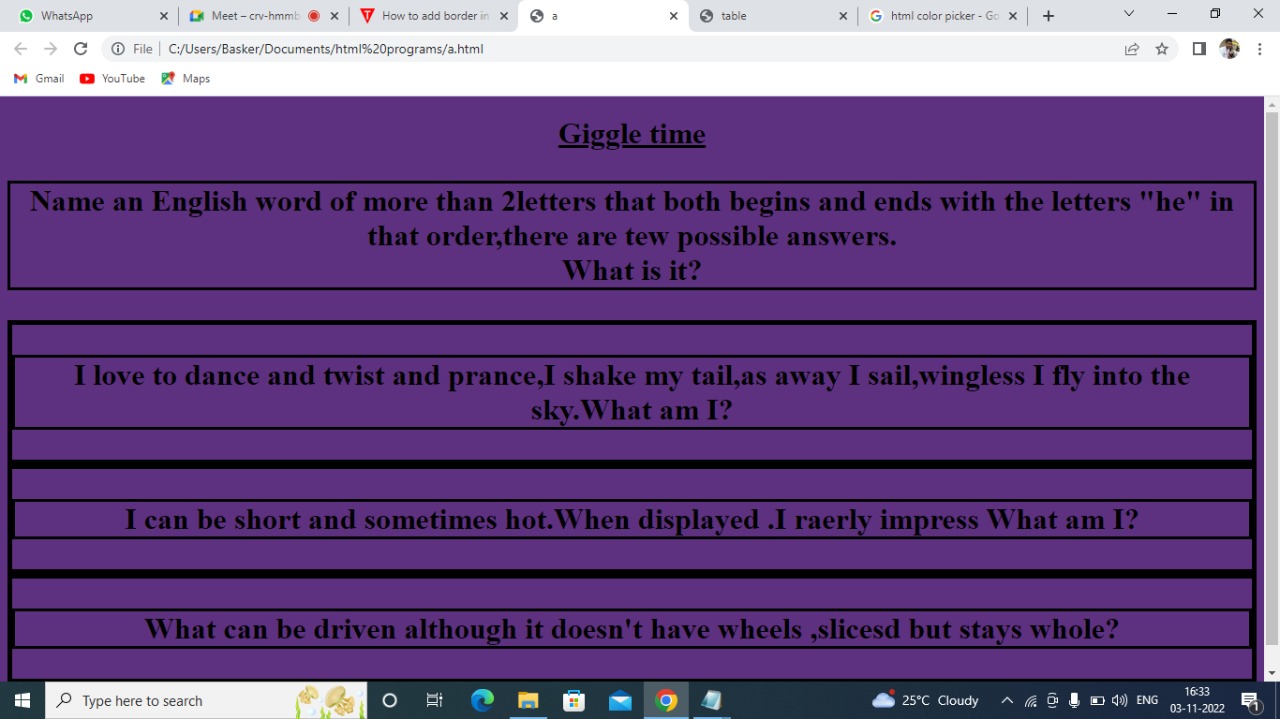 WhatsApp
Meet – crv-hmmb
How to add border in
a
table
html color picker - Go
File
C:/Users/Basker/Documents/html%20programs/a.html
Gmail
YouTube
Maps
Giggle time
Name an English word of more than 2letters that both begins and ends with the letters "he" in
that order,there are tew possible answers.
What is it?
I love to dance and twist and prance,I shake my tail,as away I sail,wingless I fly into the
sky.What am I?
I can be short and sometimes hot.When displayed .I raerly impress What am I?
What can be driven although it doesn't have wheels ,slicesd but stays whole?
Type here to search
25°C Cloudy
ENG
16:33
03-11-2022
1